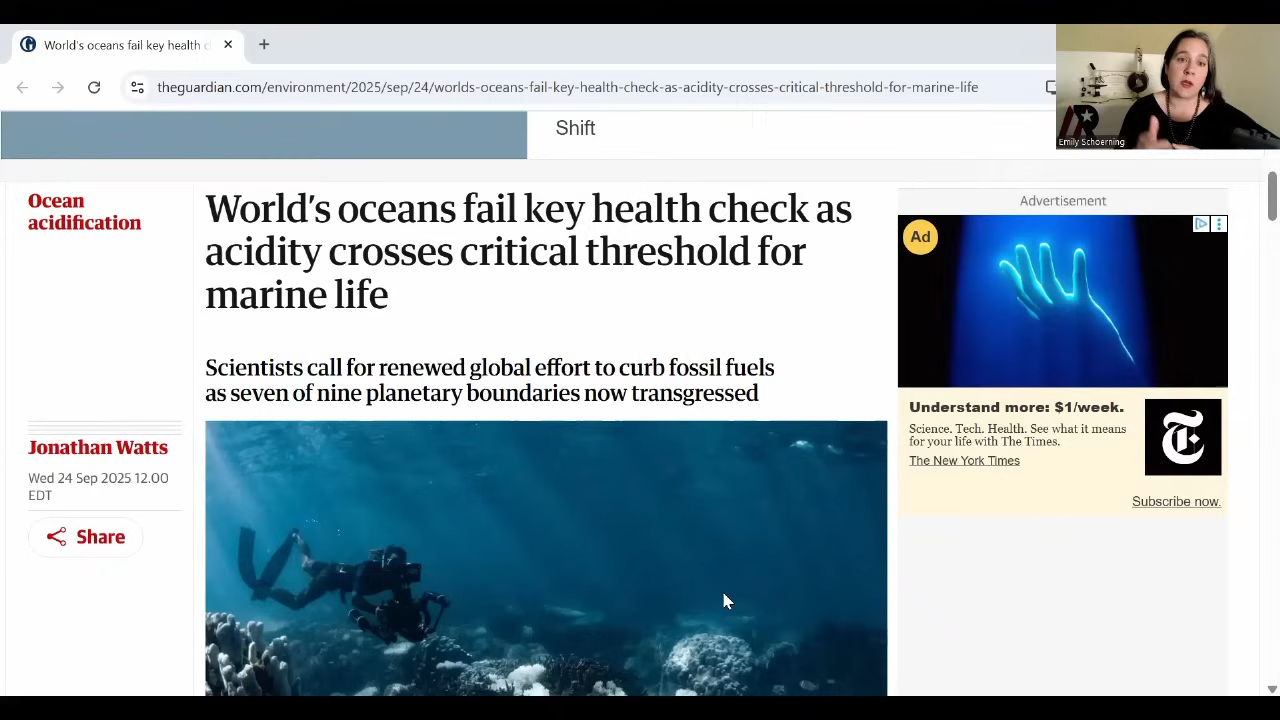 World's oceans fail key health c
theguardian.com/environment/2025/sep/24/worlds-oceans-fail-key-health-check-as-acidity-crosses-critical-threshold-for-marine-life
Emily Schoerning
Shift
Ocean
acidification
World's oceans fail key health check as
acidity crosses critical threshold for
marine life
Scientists call for renewed global effort to curb fossil fuels
as seven of nine planetary boundaries now transgressed
Jonathan Watts
Wed 24 Sep 2025 12.00
EDT
Share
Advertisement
Ad
Understand more: $1/week.
Science. Tech. Health. See what it means
for your life with The Times.
The New York Times
T
Subscribe now.